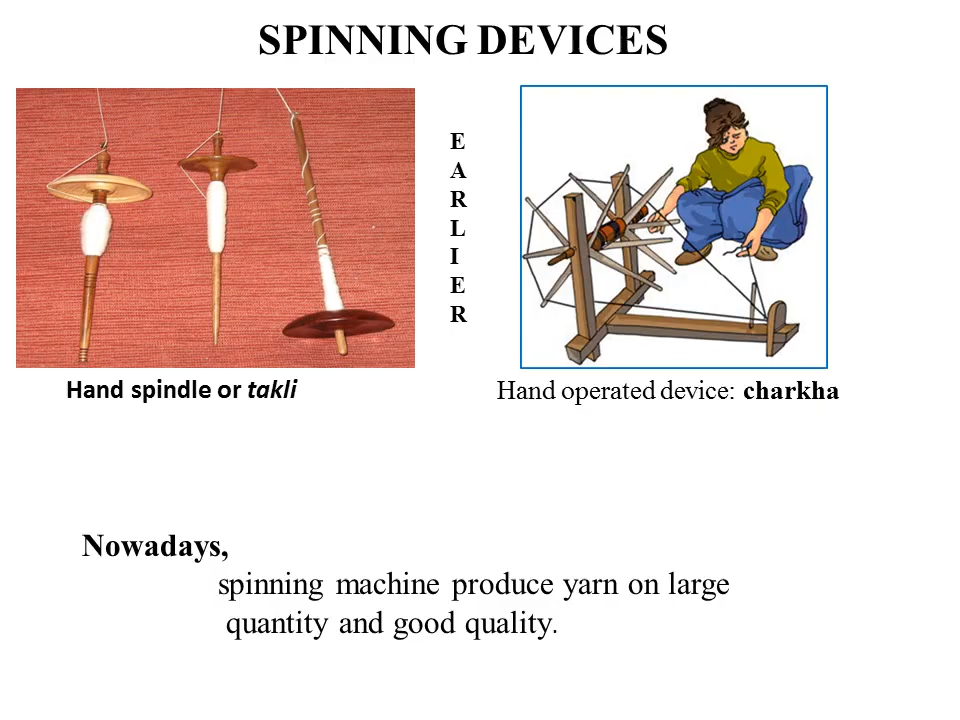 SPINNING DEVICES
E
A
R
L
I
E
R
Hand spindle or takli
Hand operated device: charkha
Nowadays,
spinning machine produce yarn on large
quantity and good quality.